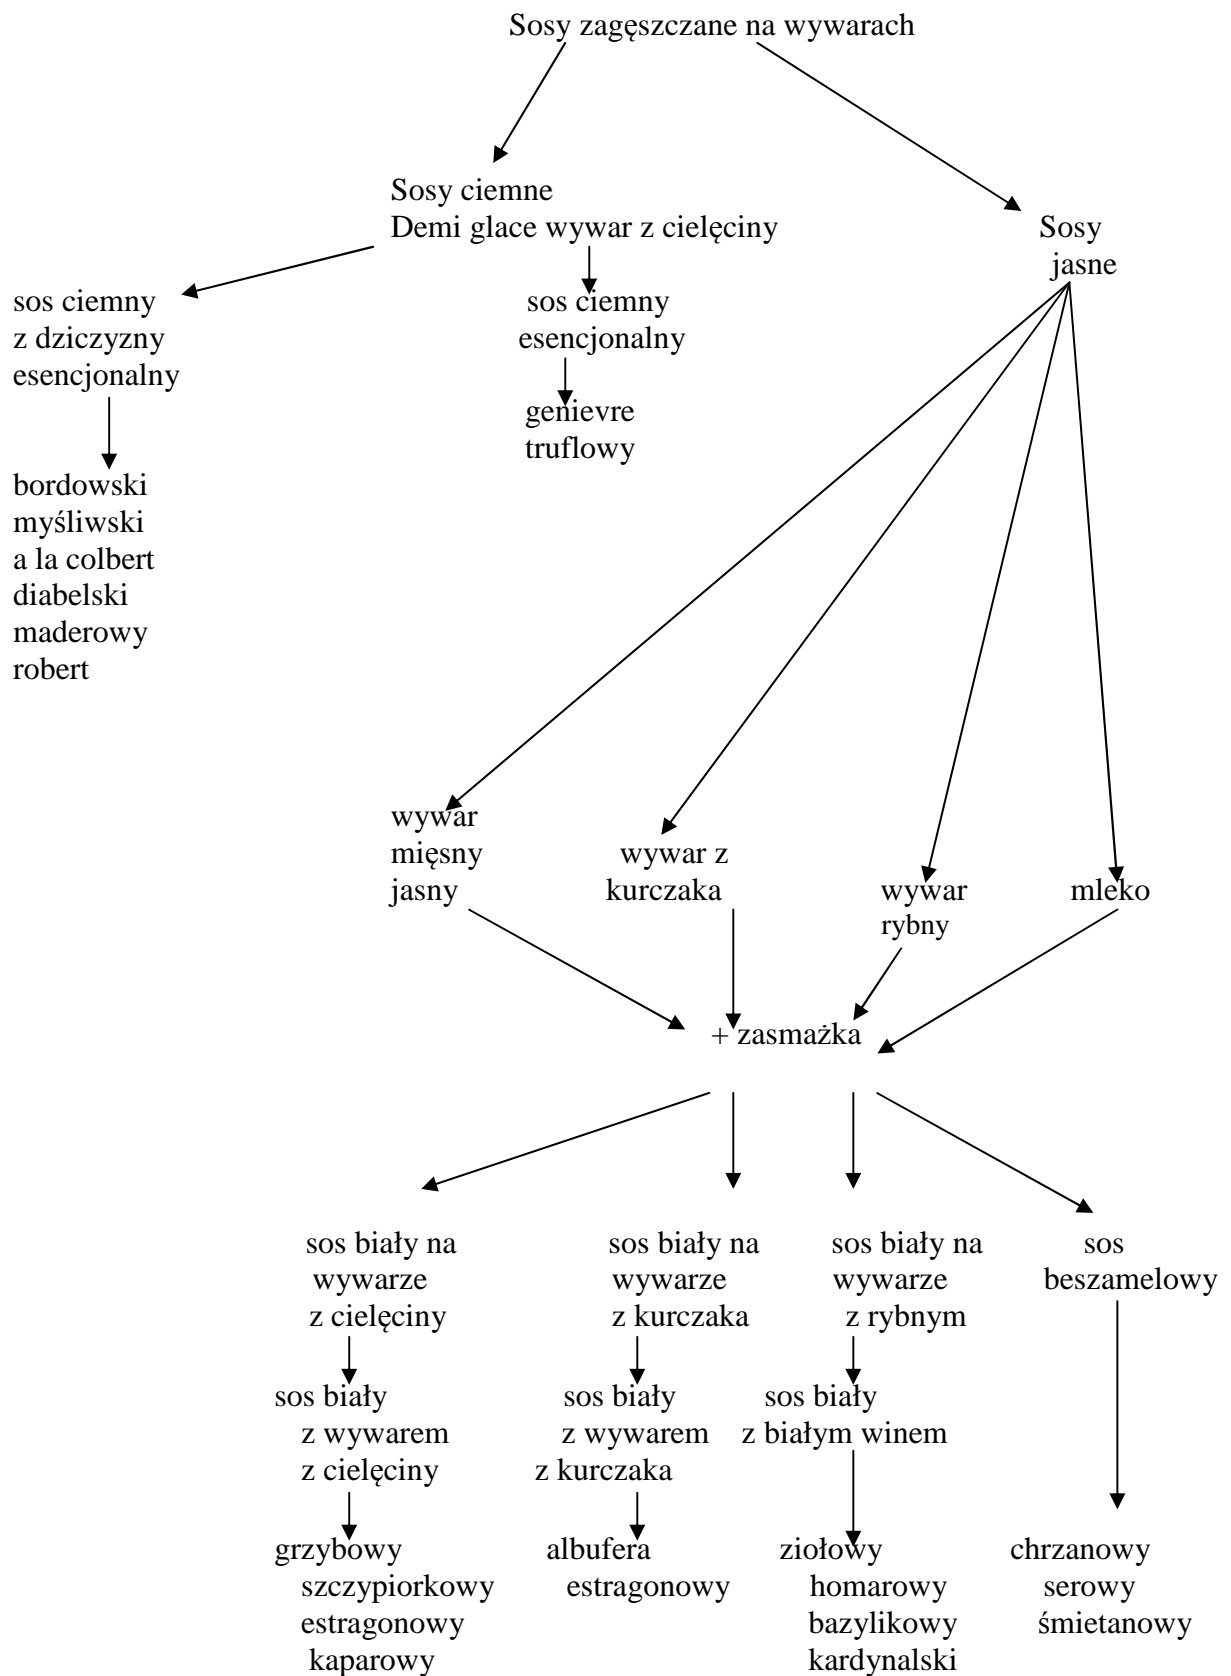 Sosy zagęszczane na wywarach
Sosy ciemne
Demi glace wywar z cielęciny
Sosy
jasne
sos ciemny
z dziczyzny
esencjonalny
sos ciemny
esencjonalny
genievre
truflowy
bordowski
myśliwski
a la colbert
diabelski
maderowy
robert
wywar
mięsny
jasny
wywar z
kurczaka
wywar
rybny
mleko
+ zasmażka
sos biały na
wywarze
z cielęciny
sos biały na
wywarze
z kurczaka
sos biały na
wywarze
z rybnym
sos
beszamelowy
sos biały
z wywarem
z cielęciny
sos biały
z wywarem
z kurczaka
sos biały
z białym winem
grzybowy
szczypiorkowy
estragonowy
kaparowy
albufera
estragonowy
ziołowy
homarowy
bazylikowy
kardynalski
chrzanowy
serowy
śmietanowy